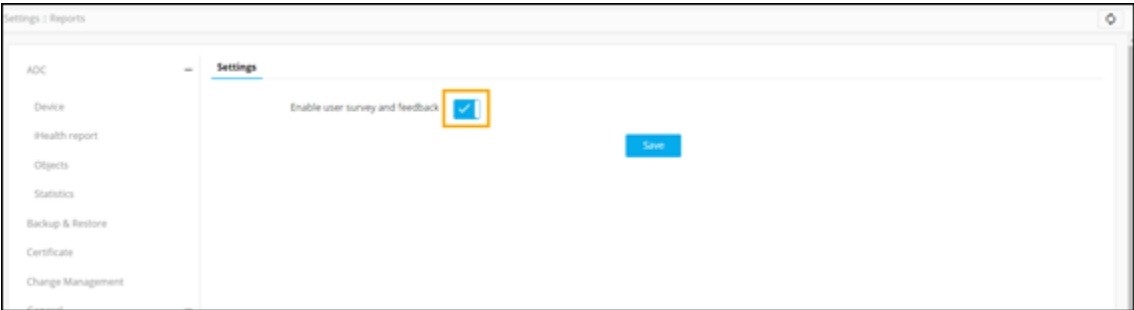 Settings :: Reports
ADC
Settings
Device
Enable user survey and feedback
iHealth report
Save
Objects
Statistics
Backup & Restore
Certificate
Change Management
General